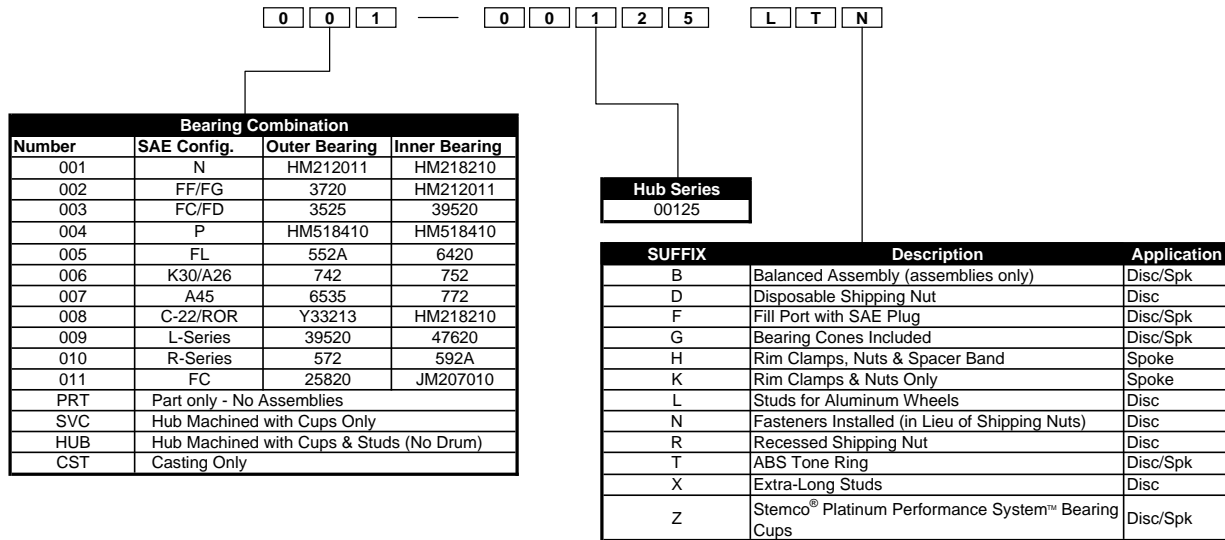 0 0 1 — 0 0 1 2 5 L T N
Bearing Combination
Number SAE Config. Outer Bearing Inner Bearing
001 N HM212011 HM218210
002 FF/FG 3720 HM212011
003 FC/FD 3525 39520
004 P HM518410 HM518410
005 FL 552A 6420
006 K30/A26 742 752
007 A45 6535 772
008 C-22/ROR Y33213 HM218210
009 L-Series 39520 47620
010 R-Series 572 592A
011 FC 25820 JM207010
PRT Part only - No Assemblies
SVC Hub Machined with Cups Only
HUB Hub Machined with Cups & Studs (No Drum)
CST Casting Only
Hub Series
00125
SUFFIX Description Application
B Balanced Assembly (assemblies only) Disc/Spk
D Disposable Shipping Nut Disc
F Fill Port with SAE Plug Disc/Spk
G Bearing Cones Included Disc/Spk
H Rim Clamps, Nuts & Spacer Band Spoke
K Rim Clamps & Nuts Only Spoke
L Studs for Aluminum Wheels Disc
N Fasteners Installed (in Lieu of Shipping Nuts) Disc
R Recessed Shipping Nut Disc
T ABS Tone Ring Disc/Spk
X Extra-Long Studs Disc
Z Stemco® Platinum Performance System™ Bearing Cups Disc/Spk